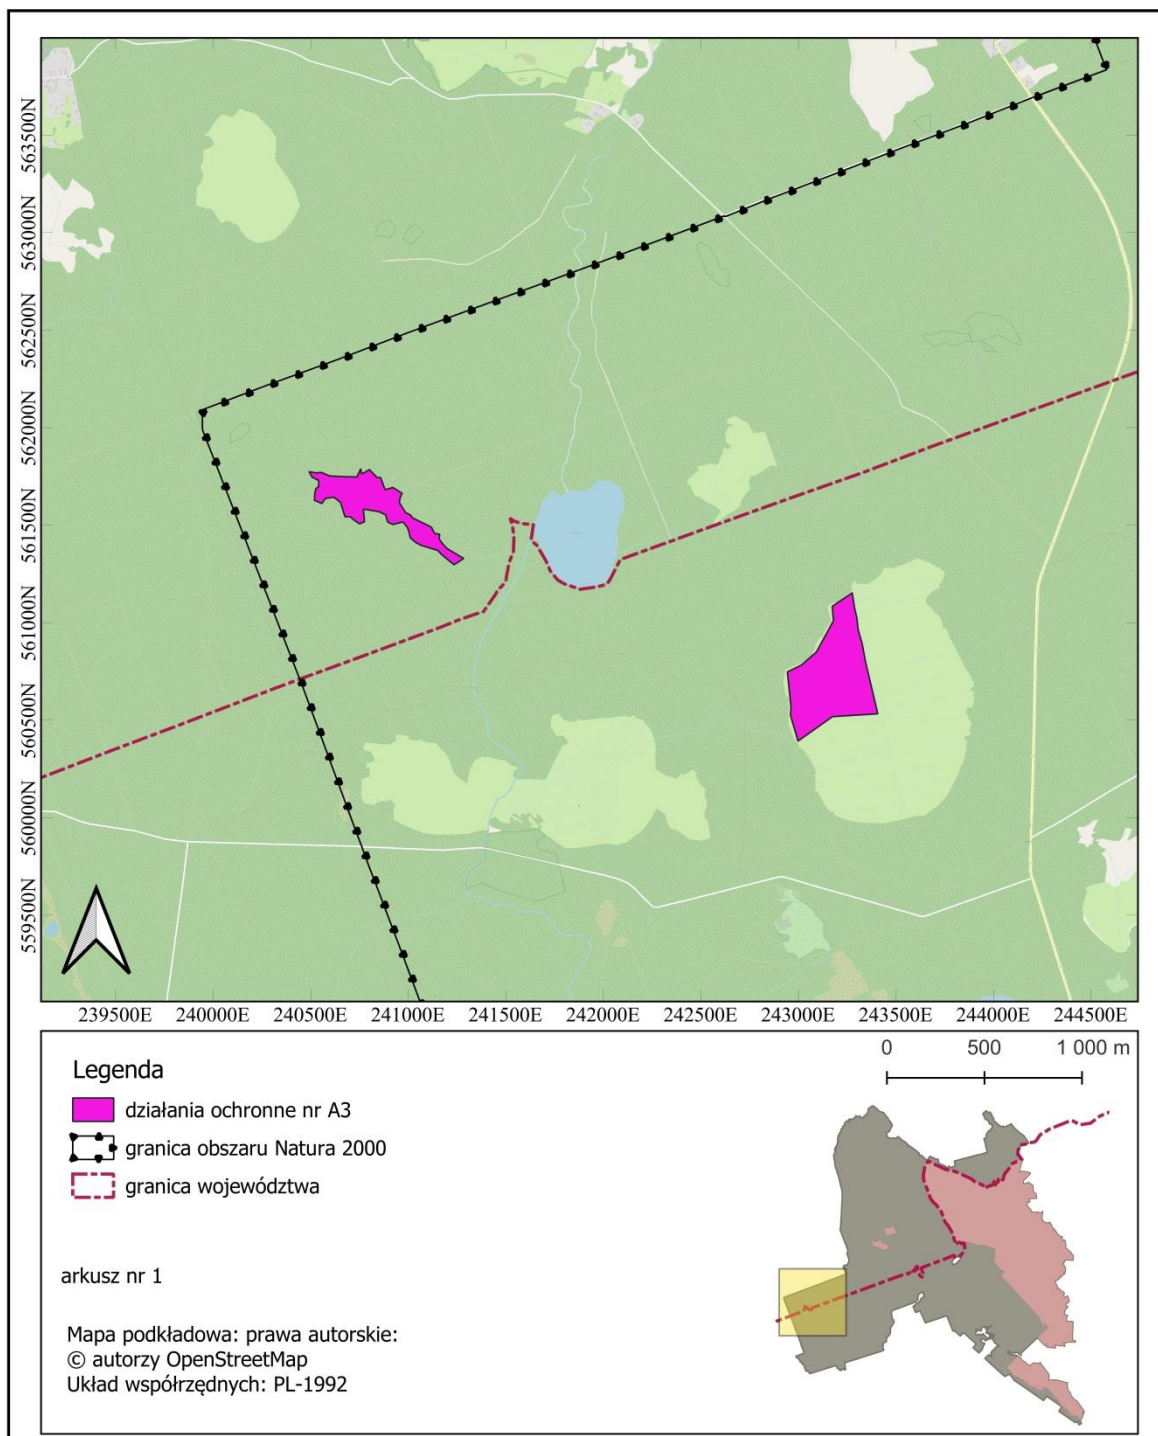 563500N
563000N
562500N
562000N
561500N
561000N
560500N
560000N
559500N
239500E 240000E 240500E 241000E 241500E 242000E 242500E 243000E 243500E 244000E 244500E
Legenda
działania ochronne nr A3
granica obszaru Natura 2000
granica województwa
0 500 1 000 m
arkusz nr 1
Mapa podkładowa: prawa autorskie:
© autorzy OpenStreetMap
Układ współrzędnych: PL-1992